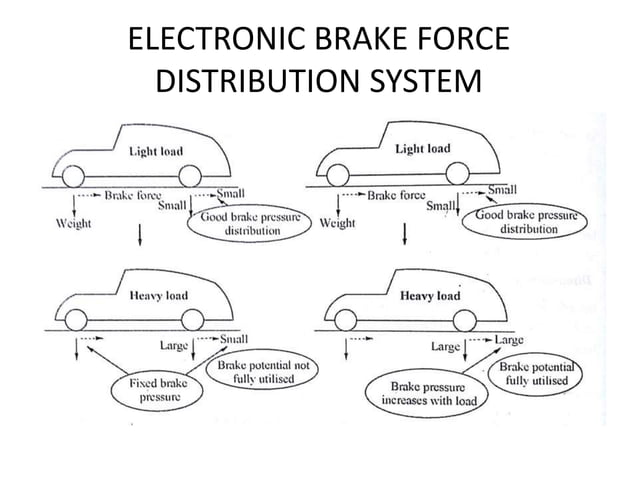 ELECTRONIC BRAKE FORCE
DISTRIBUTION SYSTEM
Light load
Brake force
Small
Small
Weight
Good brake pressure
distribution
Light load
Brake force
Small
Small
Weight
Good brake pressure
distribution
Heavy load
Large
Small
Fixed brake
pressure
Brake potential not
fully utilised
Heavy load
Large
Large
Brake pressure
increases with load
Brake potential
fully utilised